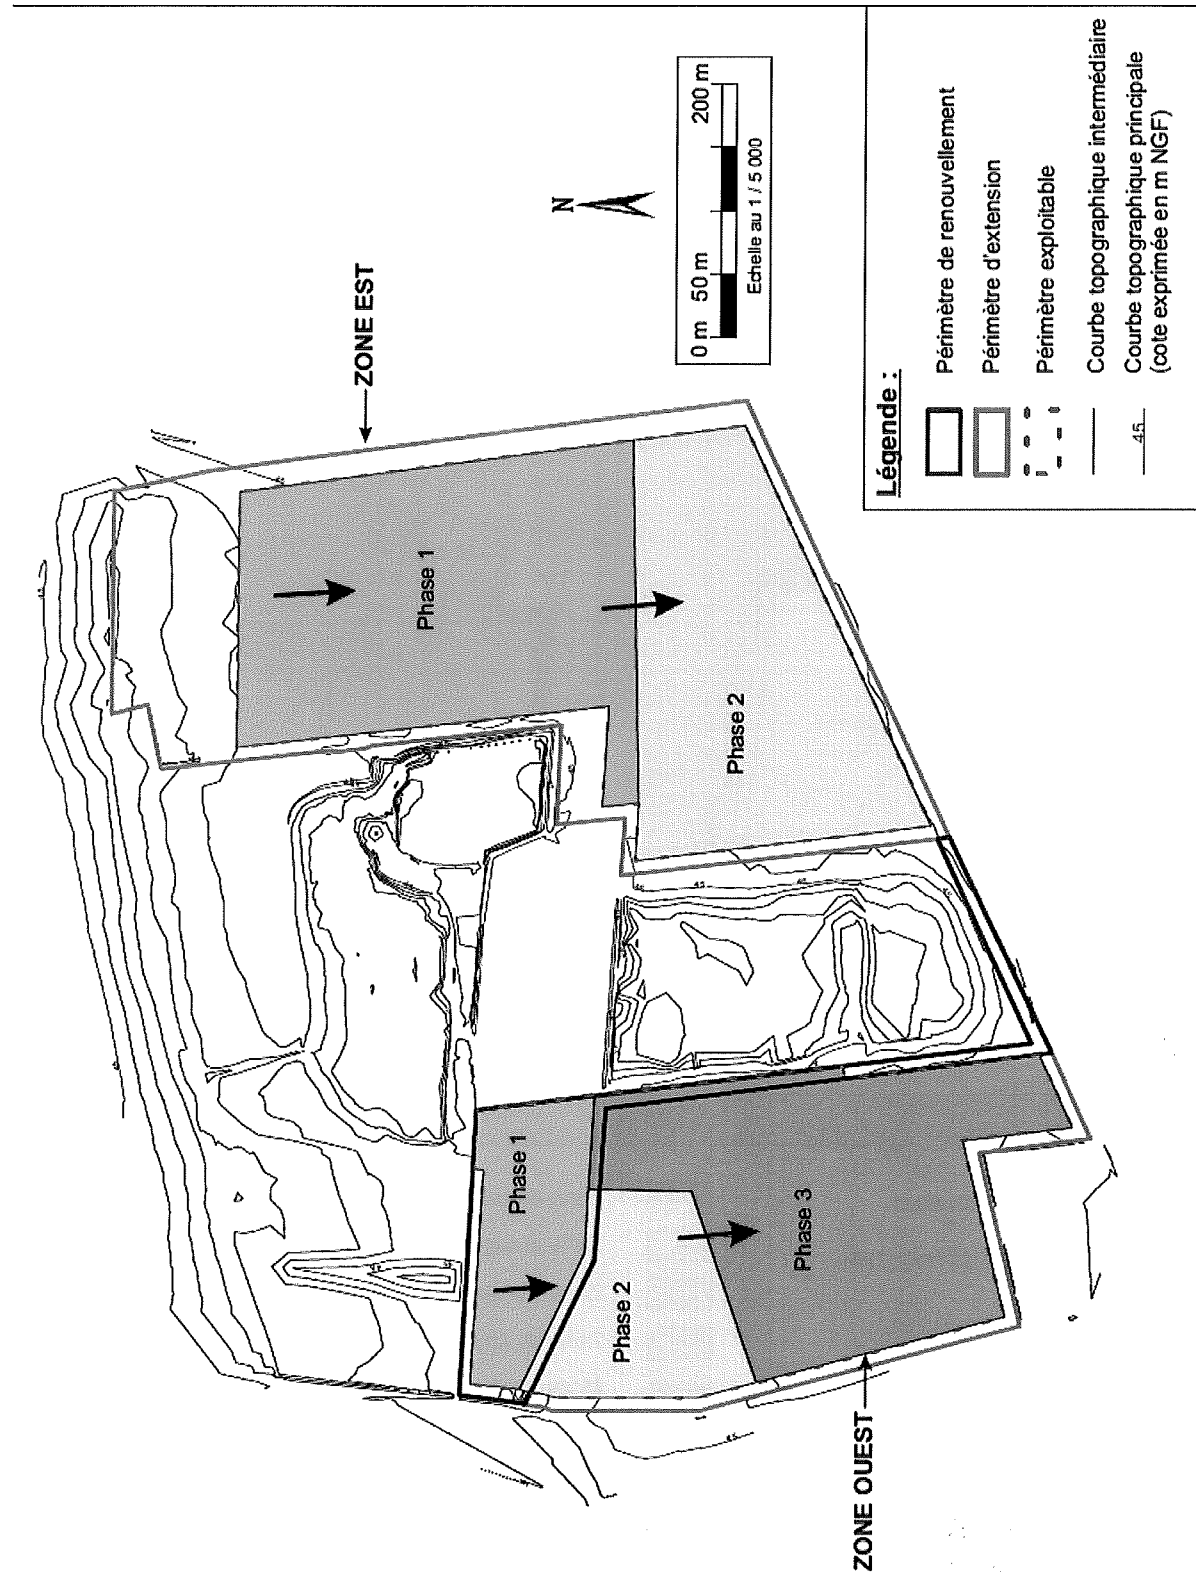 ZONE EST
Phase 1
Phase 2
Phase 1
Phase 2
Phase 3
ZONE OUEST
N
0 m 50 m 200 m
Echelle au 1 / 5 000
Légende :
Périmètre de renouvellement
Périmètre d'extension
Périmètre exploitable
Courbe topographique intermédiaire
45 Courbe topographique principale
(cote exprimée en m NGF)
45
45